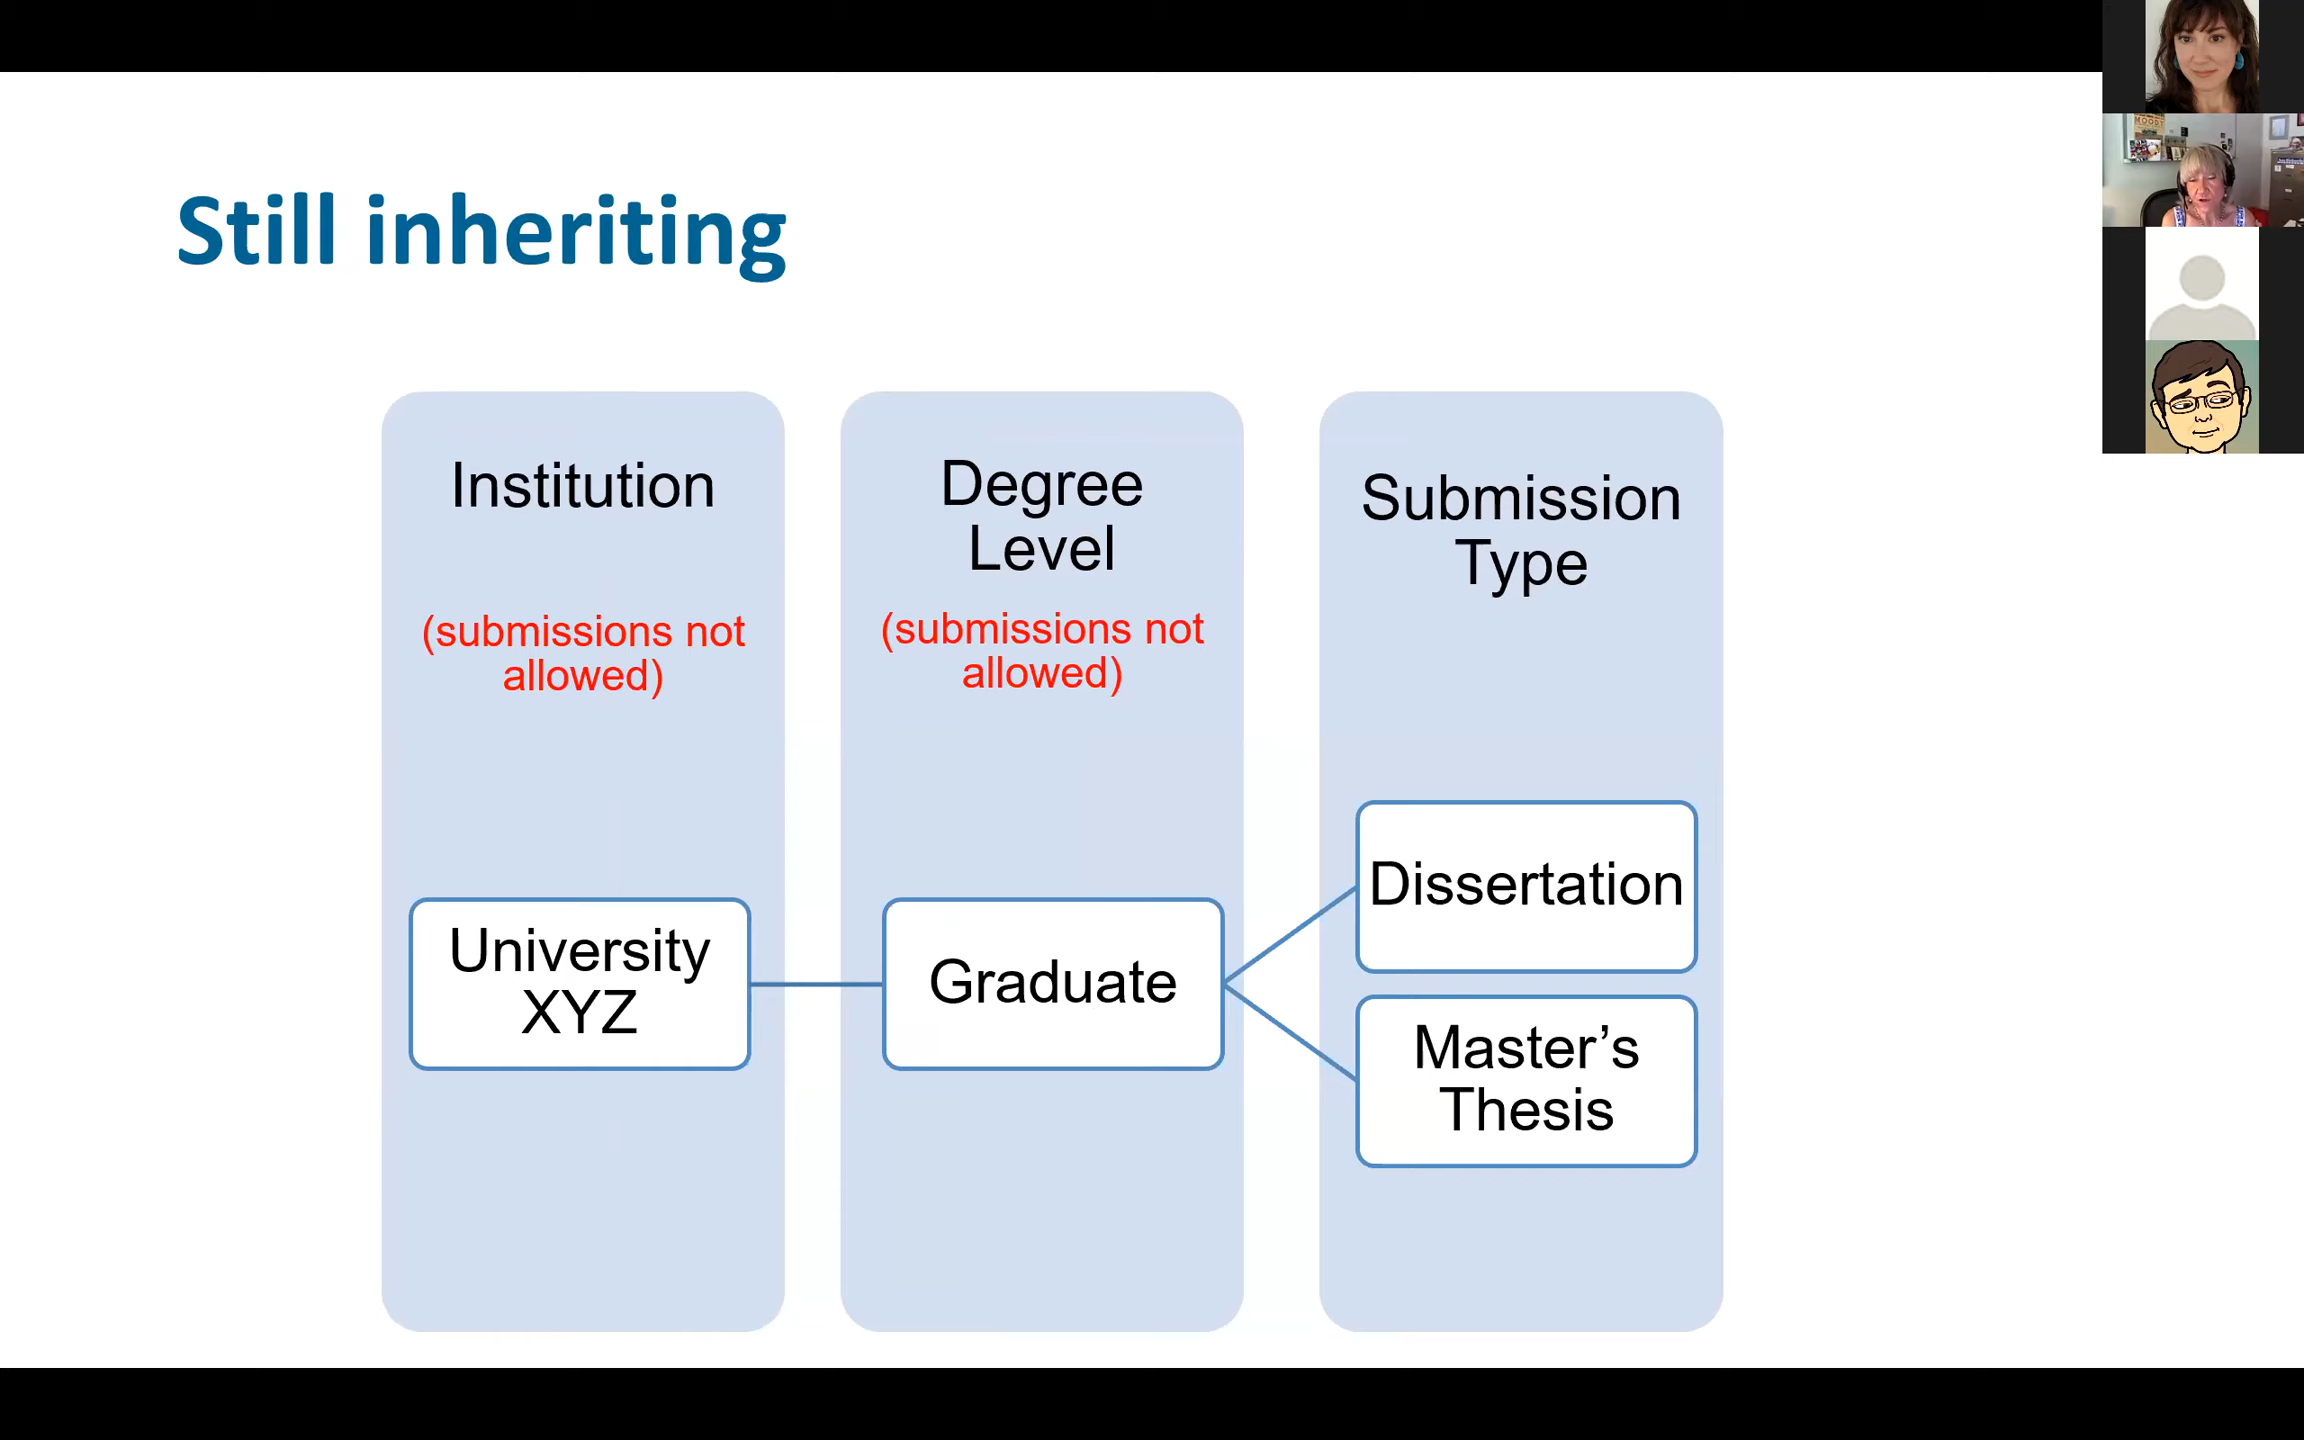 Still inheriting
Institution
(submissions not
allowed)
University
XYZ
Degree
Level
(submissions not
allowed)
Graduate
Submission
Type
Dissertation
Master’s
Thesis
MOODY